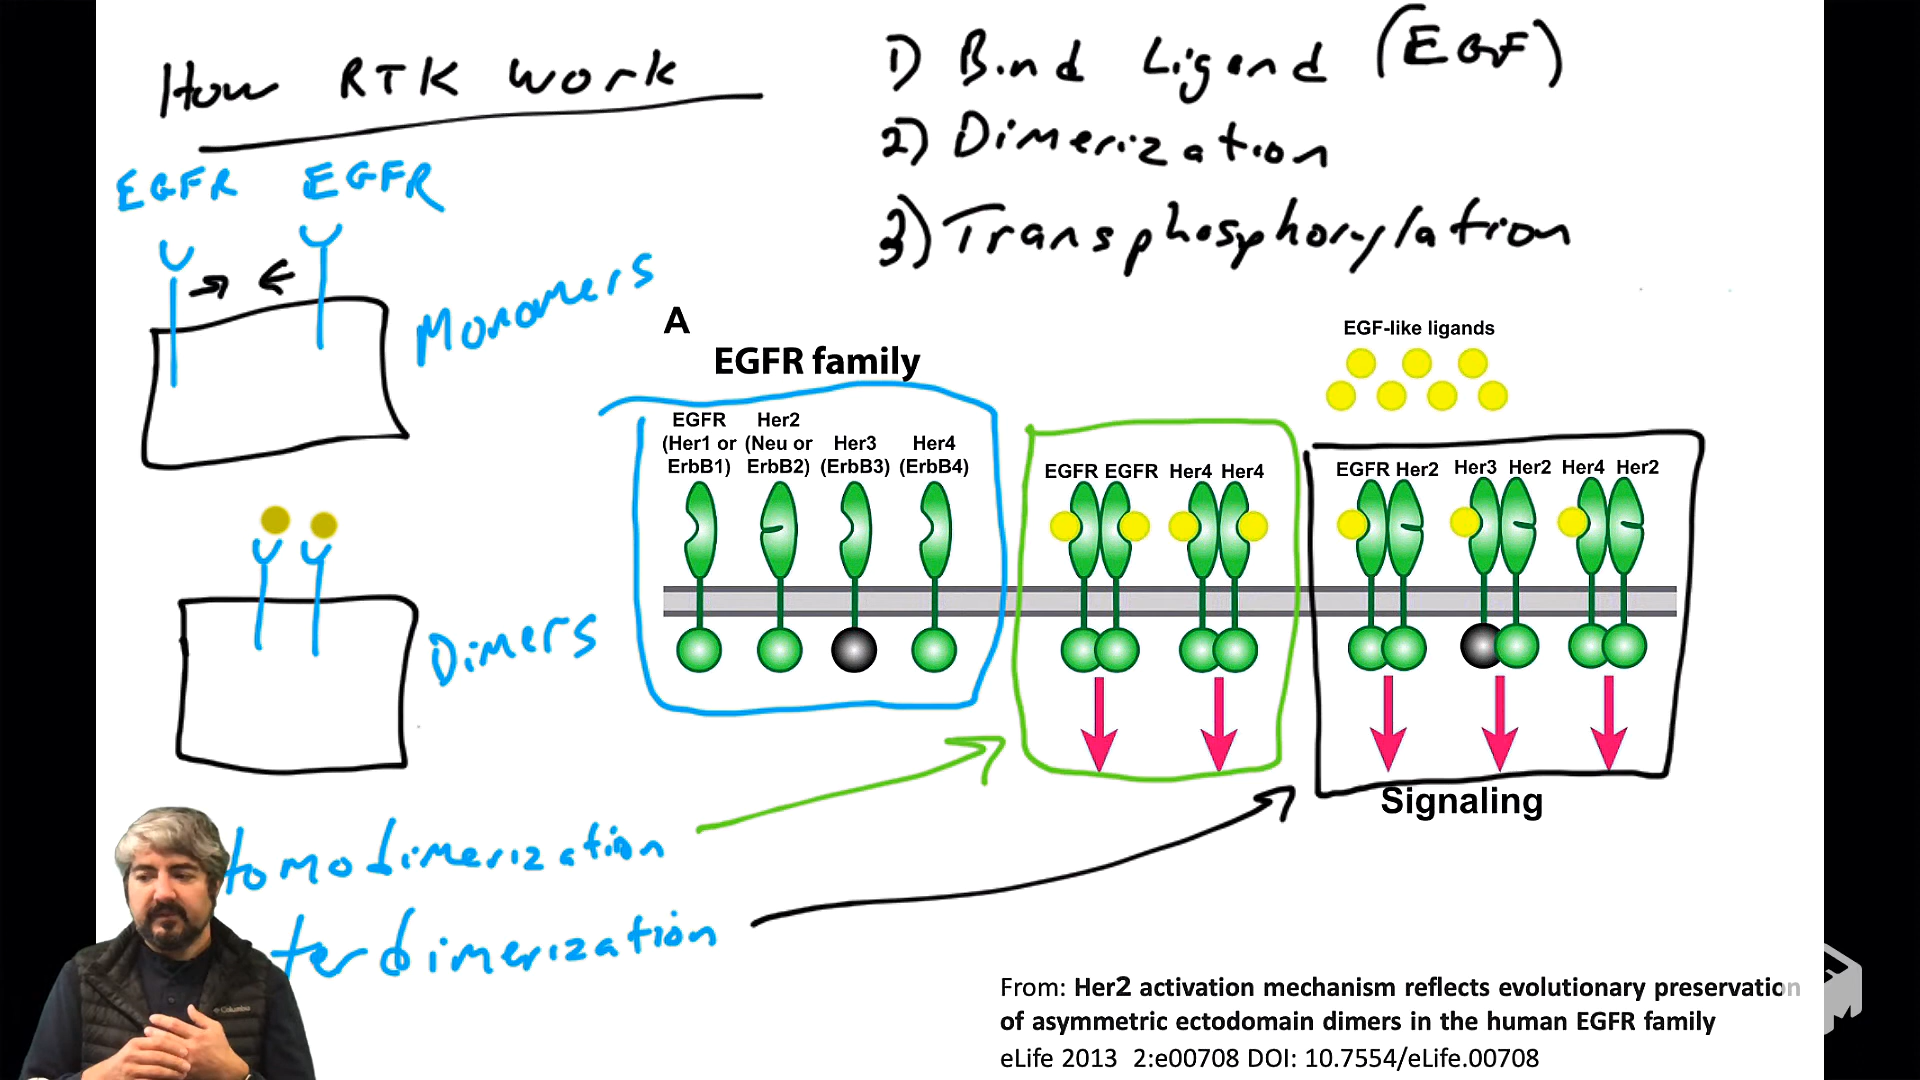 How RTK work
1) Bind Ligand (EGF)
2) Dimerization
3) Transphosphorylation
EGFR EGFR
Monomers
A
EGFR family
EGF-like ligands
EGFR (Her1 or ErbB1)
Her2 (Neu or ErbB2)
Her3 (ErbB3)
Her4 (ErbB4)
EGFR EGFR Her4 Her4
EGFR Her2 Her3 Her2 Her4 Her2
Dimers
Signaling
omodimerization
terdimerization
Columbia
From: Her2 activation mechanism reflects evolutionary preservation
of asymmetric ectodomain dimers in the human EGFR family
eLife 2013 2:e00708 DOI: 10.7554/eLife.00708